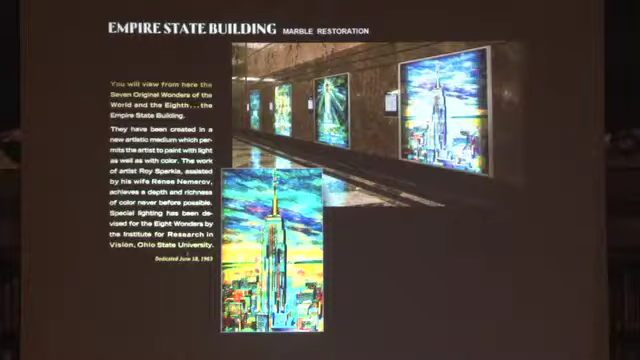 EMPIRE STATE BUILDING MARBLE RESTORATION
You will view from here the
Seven Original Wonders of the
World and the Eighth...the
Empire State Building.
They have been created in a
new artistic medium which per-
mits the artist to paint with light
as well as with color. The work
of artist Roy Sparkia, assisted
by his wife Renee Nemerov,
achieves a depth and richness
of color never before possible.
Special lighting has been de-
vised for the Eight Wonders by
the Institute for Research in
Vision, Ohio State University.
Dedicated June 18, 1963